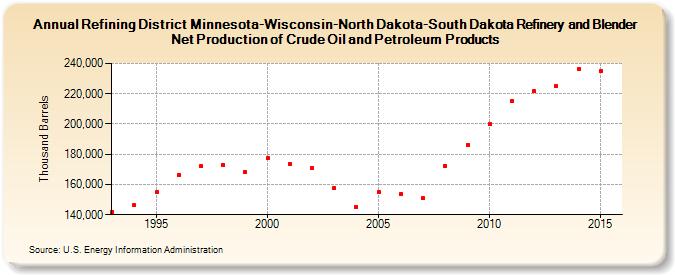 Annual Refining District Minnesota-Wisconsin-North Dakota-South Dakota Refinery and Blender
Net Production of Crude Oil and Petroleum Products
Thousand Barrels
240,000
220,000
200,000
180,000
160,000
140,000
1995
2000
2005
2010
2015
Source: U.S. Energy Information Administration